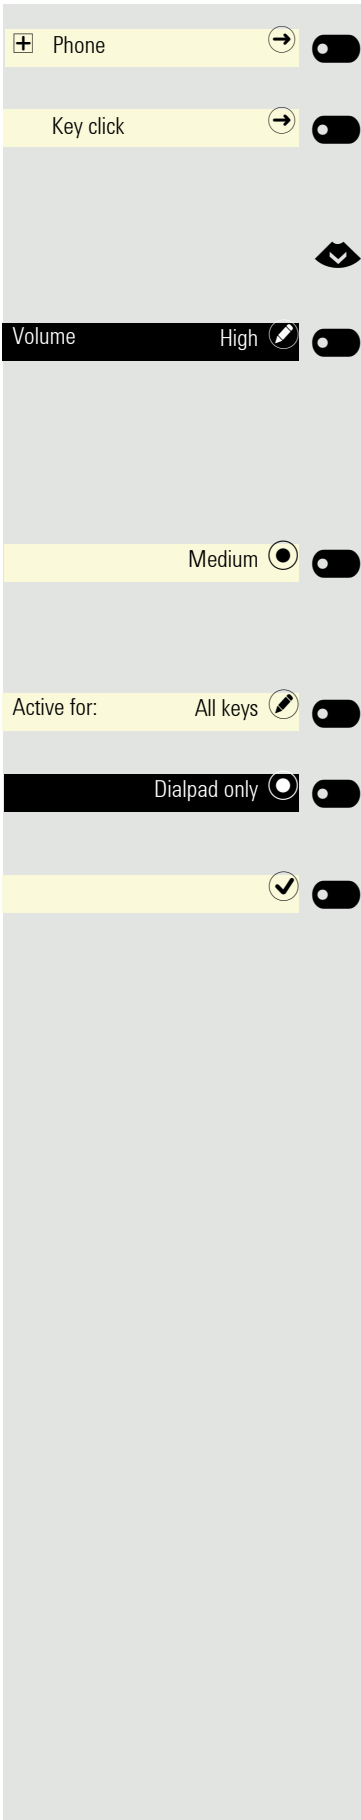 Phone
Key click
Volume High
Medium
Active for: All keys
Dialpad only